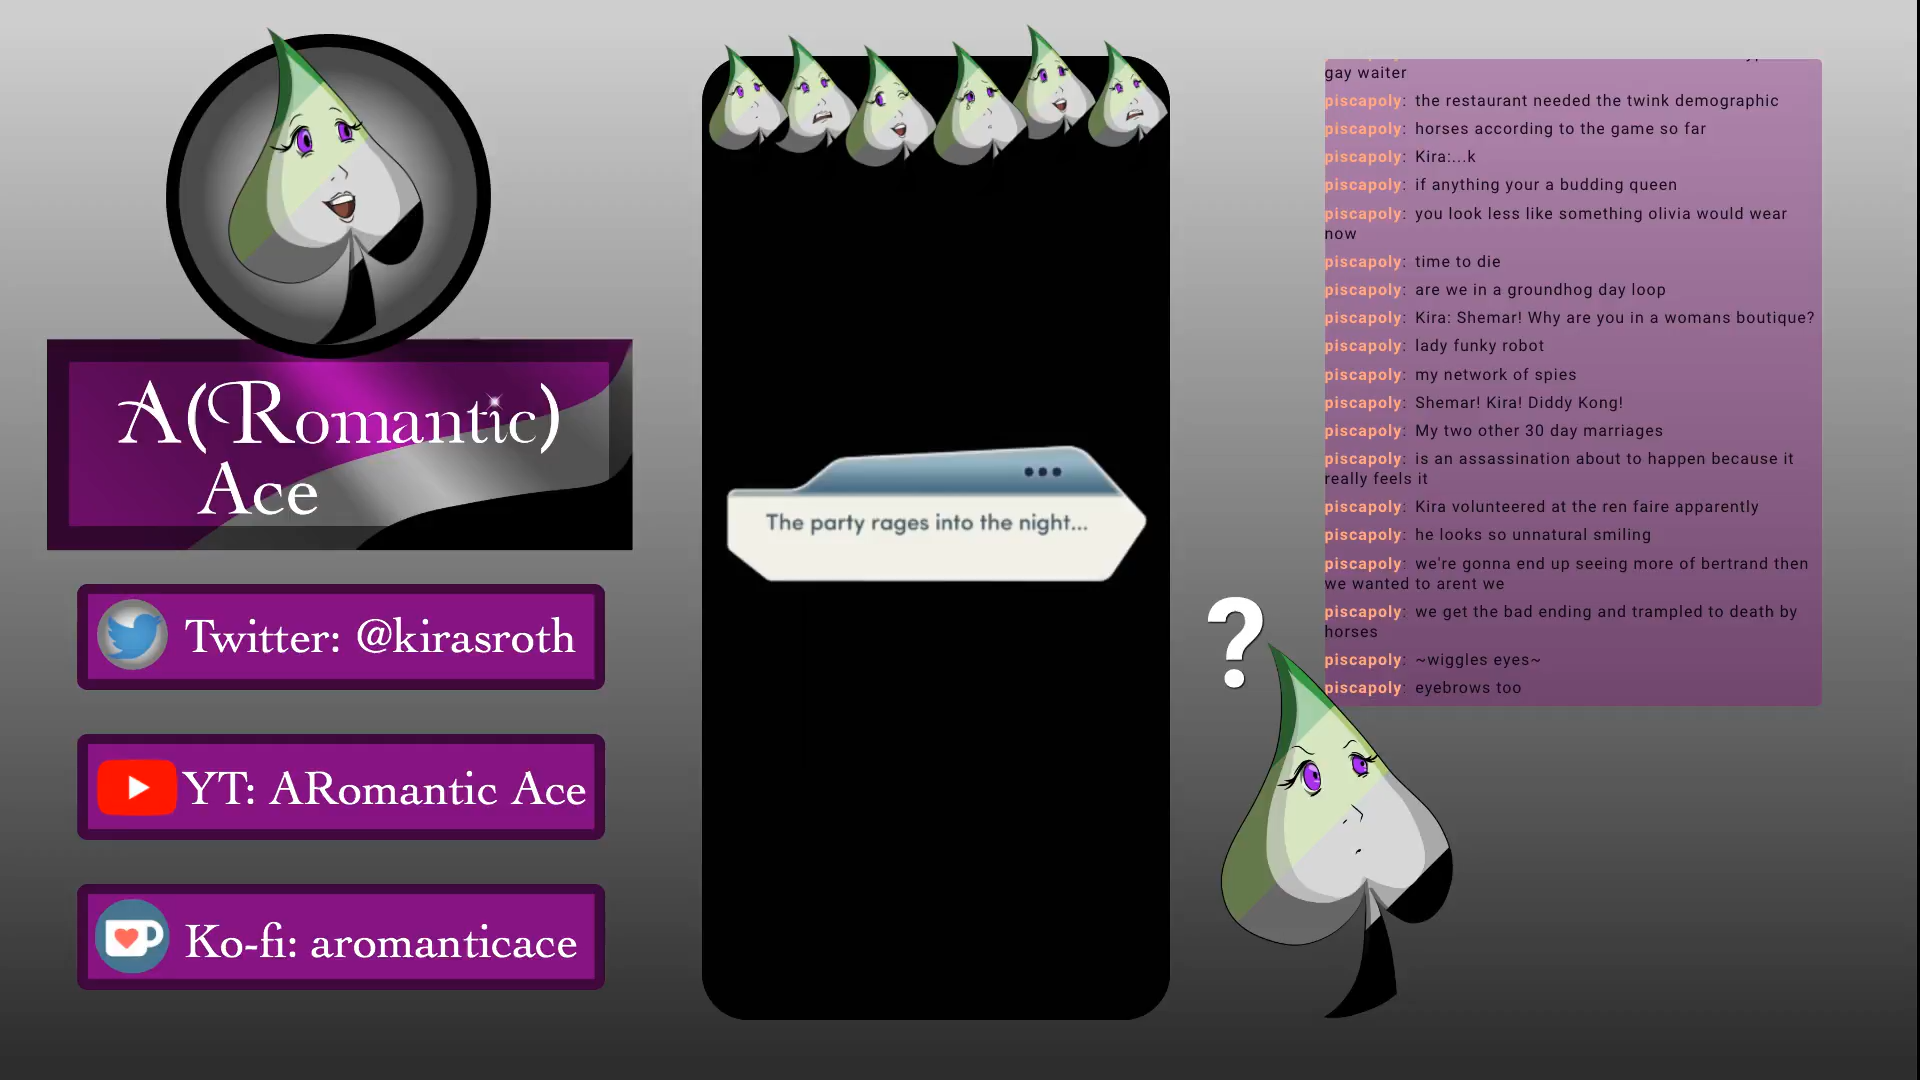 A(Romantic)
Ace
Twitter: @kirasroth
YT: ARomantic Ace
Ko-fi: aromanticace
The party rages into the night...
gay waiter
piscapoly: the restaurant needed the twink demographic
piscapoly: horses according to the game so far
piscapoly: Kira:...k
piscapoly: if anything your a budding queen
piscapoly: you look less like something olivia would wear
now
piscapoly: time to die
piscapoly: are we in a groundhog day loop
piscapoly: Kira: Shemar! Why are you in a womans boutique?
piscapoly: lady funky robot
piscapoly: my network of spies
piscapoly: Shemar! Kira! Diddy Kong!
piscapoly: My two other 30 day marriages
piscapoly: is an assassination about to happen because it
really feels it
piscapoly: Kira volunteered at the ren faire apparently
piscapoly: he looks so unnatural smiling
piscapoly: we're gonna end up seeing more of bertrand then
we wanted to arent we
piscapoly: we get the bad ending and trampled to death by
horses
piscapoly: ~wiggles eyes~
piscapoly: eyebrows too
?